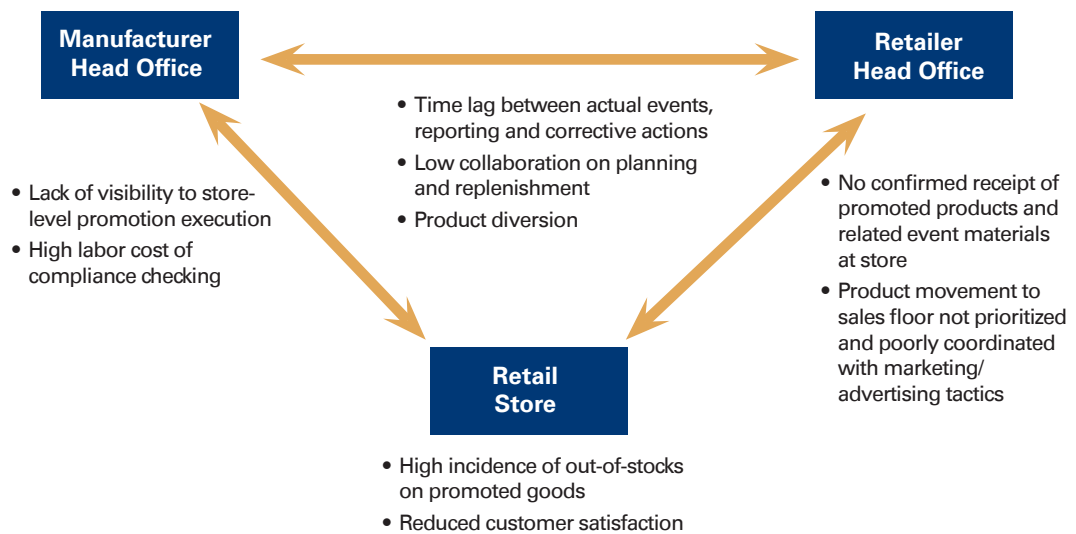 Manufacturer
Head Office
Retailer
Head Office
• Time lag between actual events,
reporting and corrective actions
• Low collaboration on planning
and replenishment
• Product diversion
• Lack of visibility to store-
level promotion execution
• High labor cost of
compliance checking
• No confirmed receipt of
promoted products and
related event materials
at store
• Product movement to
sales floor not prioritized
and poorly coordinated
with marketing/
advertising tactics
Retail
Store
• High incidence of out-of-stocks
on promoted goods
• Reduced customer satisfaction